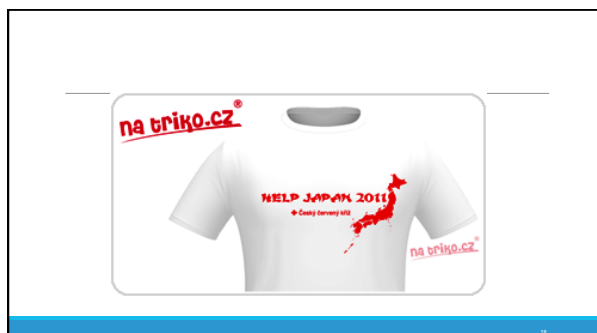 na triko.cz®
HELP JAPAN 2011
✚ Český červený kříž
na triko.cz®